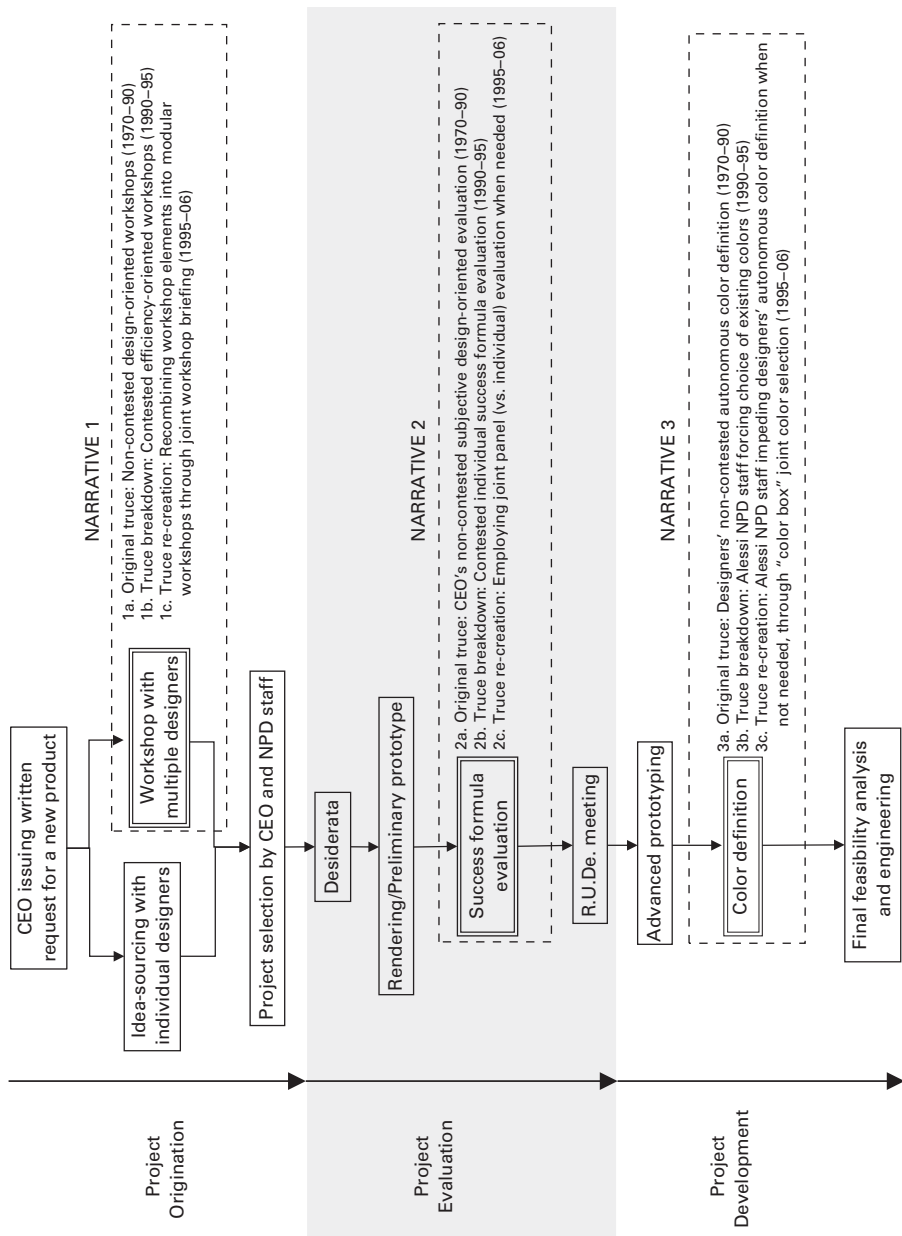 Project
Origination
CEO issuing written
request for a new product
Idea-sourcing with
individual designers
Workshop with
multiple designers
Project selection by CEO and NPD staff
NARRATIVE 1
1a. Original truce: Non-contested design-oriented workshops (1970–90)
1b. Truce breakdown: Contested efficiency-oriented workshops (1990–95)
1c. Truce re-creation: Recombining workshop elements into modular
workshops through joint workshop briefing (1995–06)
Project
Evaluation
Desiderata
Rendering/Preliminary prototype
Success formula
evaluation
R.U.De. meeting
NARRATIVE 2
2a. Original truce: CEO's non-contested subjective design-oriented evaluation (1970–90)
2b. Truce breakdown: Contested individual success formula evaluation (1990–95)
2c. Truce re-creation: Employing joint panel (vs. individual) evaluation when needed (1995–06)
Project
Development
Advanced prototyping
Color definition
Final feasibility analysis
and engineering
NARRATIVE 3
3a. Original truce: Designers' non-contested autonomous color definition (1970–90)
3b. Truce breakdown: Alessi NPD staff forcing choice of existing colors (1990–95)
3c. Truce re-creation: Alessi NPD staff impeding designers' autonomous color definition when
not needed, through "color box" joint color selection (1995–06)